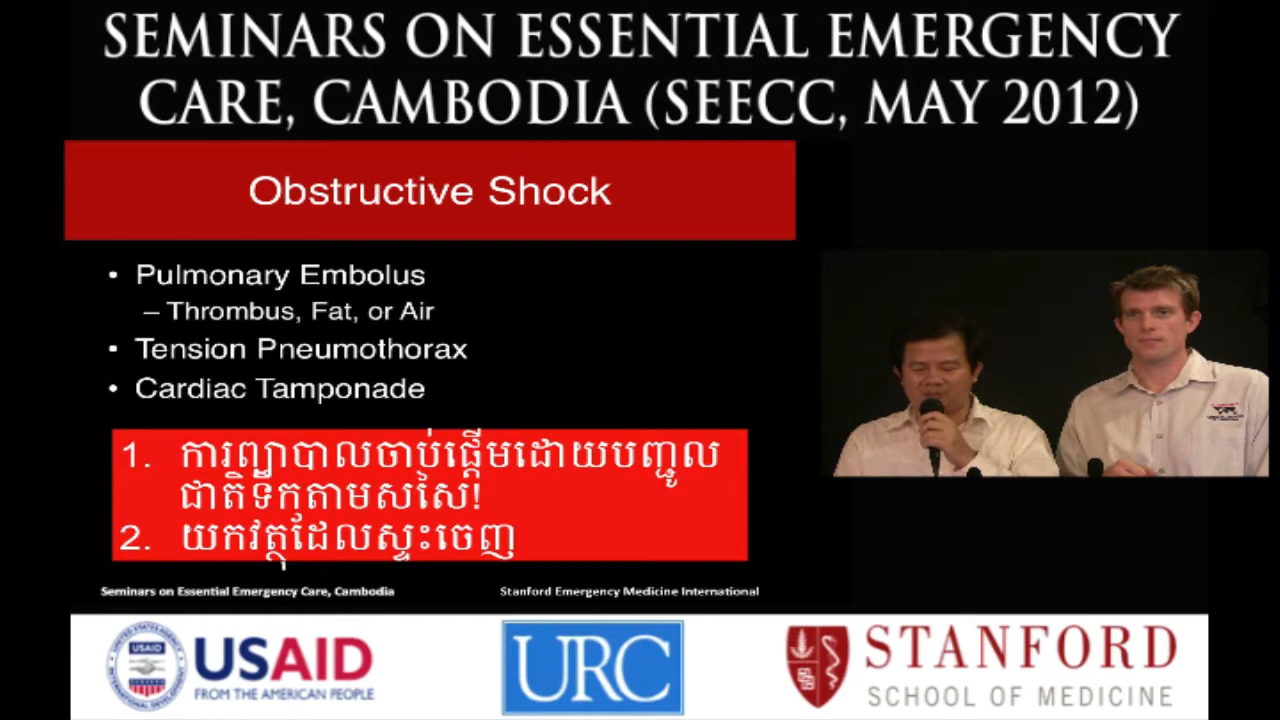 SEMINARS ON ESSENTIAL EMERGENCY
CARE, CAMBODIA (SEECC, MAY 2012)
Obstructive Shock
• Pulmonary Embolus
– Thrombus, Fat, or Air
• Tension Pneumothorax
• Cardiac Tamponade
1. ការព្យាបាលចាប់ផ្តើមដោយបញ្ជូល
ជាតិទឹកតាមសសៃ!
2. យកវត្ថុដែលស្ទះចេញ
Seminars on Essential Emergency Care, Cambodia
Stanford Emergency Medicine International
USAID
USAID
FROM THE AMERICAN PEOPLE
URC
STANFORD
SCHOOL OF MEDICINE